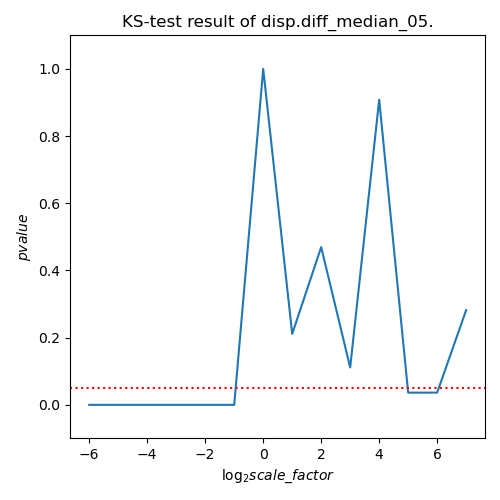 KS-test result of disp.diff_median_05.
1.0
0.8
0.6
0.4
0.2
0.0
pvalue
−6 −4 −2 0 2 4 6
log₂scale_factor